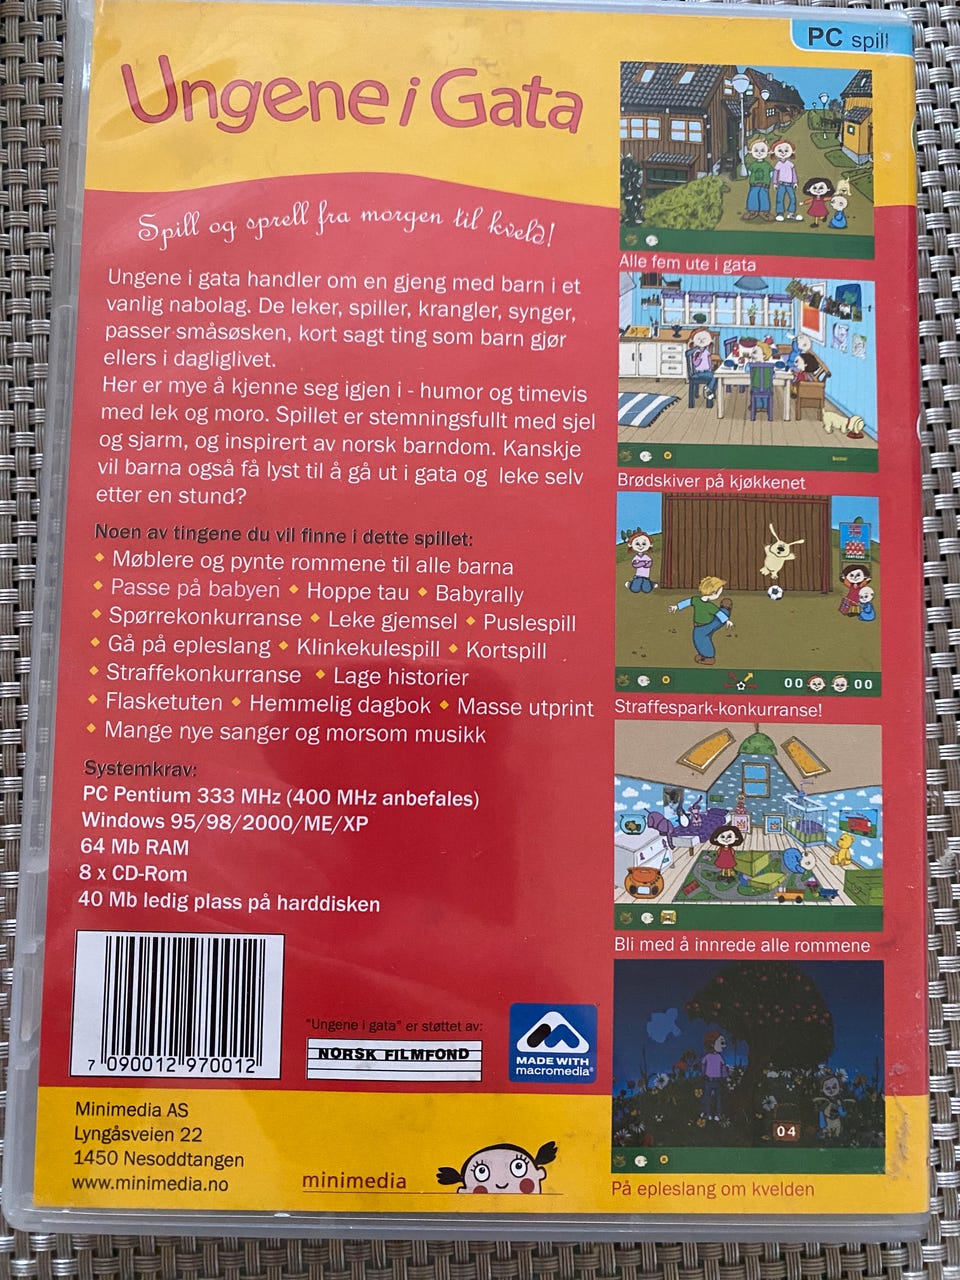 PC spill
Ungene i Gata
Spill og sprell fra morgen til kveld!
Ungene i gata handler om en gjeng med barn i et
vanlig nabolag. De leker, spiller, krangler, synger,
passer småsøsken, kort sagt ting som barn gjør
ellers i dagliglivet.
Her er mye å kjenne seg igjen i - humor og timevis
med lek og moro. Spillet er stemningsfullt med sjel
og sjarm, og inspirert av norsk barndom. Kanskje
vil barna også få lyst til å gå ut i gata og leke selv
etter en stund?
Noen av tingene du vil finne i dette spillet:
Møblere og pynte rommene til alle barna
Passe på babyen ◆ Hoppe tau ◆ Babyrally
Spørrekonkurranse ◆ Leke gjemsel ◆ Puslespill
Gå på epleslang ◆ Klinkekulespill ◆ Kortspill
Straffekonkurranse ◆ Lage historier
Flasketuten ◆ Hemmelig dagbok ◆ Masse utprint
Mange nye sanger og morsom musikk
Systemkrav:
PC Pentium 333 MHz (400 MHz anbefales)
Windows 95/98/2000/ME/XP
64 Mb RAM
8 x CD-Rom
40 Mb ledig plass på harddisken
7 090012 970012
"Ungene i gata" er støttet av:
NORSK FILMFOND
MADE WITH
macromedia®
Minimedia AS
Lyngåsveien 22
1450 Nesoddtangen
www.minimedia.no
minimedia
Alle fem ute i gata
Brødskiver på kjøkkenet
00 00
Straffespark-konkurranse!
Bli med å innrede alle rommene
04
På epleslang om kvelden